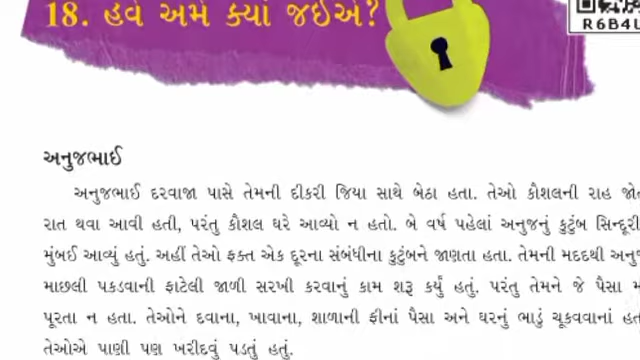 18. હવે અમે ક્યાં જઈએ?
R6B4L
અનુજભાઈ
અનુજભાઈ દરવાજા પાસે તેમની દીકરી જિયા સાથે બેઠા હતા. તેઓ કૌશલની રાહ
રાત થવા આવી હતી, પરંતુ કૌશલ ઘરે આવ્યો ન હતો. બે વર્ષ પહેલાં અનુજનું કુટુંબ
મુંબઈ આવ્યું હતું. અહીં તેઓ ફક્ત એક દૂરના સંબંધીના કુટુંબને જાણતા હતા. તેમની મદદથી
માછલી પકડવાની ફાટેલી જાળી સરખી કરવાનું કામ શરૂ કર્યું હતું. પરંતુ તેમને જે પૈસા
પૂરતા ન હતા. તેઓને દવાના, ખાવાના, શાળાની ફીનાં પૈસા અને ઘરનું ભાડું ચૂકવવાનાં
તેઓએ પાણી પણ ખરીદવું પડતું હતું.